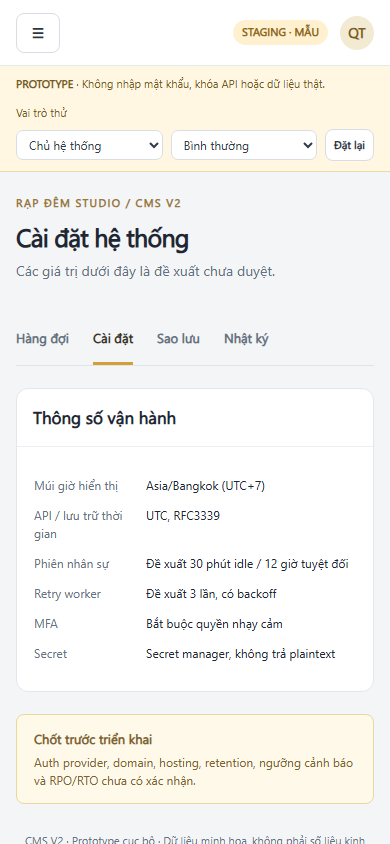 ☰
STAGING · MẪU
QT
PROTOTYPE · Không nhập mật khẩu, khóa API hoặc dữ liệu thật.
Vai trò thử
Chủ hệ thống
Bình thường
Đặt lại
RẠP ĐÊM STUDIO / CMS V2
Cài đặt hệ thống
Các giá trị dưới đây là đề xuất chưa duyệt.
Hàng đợi Cài đặt Sao lưu Nhật ký
Thông số vận hành
Múi giờ hiển thị Asia/Bangkok (UTC+7)
API / lưu trữ thời UTC, RFC3339
gian
Phiên nhân sự Đề xuất 30 phút idle / 12 giờ tuyệt đối
Retry worker Đề xuất 3 lần, có backoff
MFA Bắt buộc quyền nhạy cảm
Secret Secret manager, không trả plaintext
Chốt trước triển khai
Auth provider, domain, hosting, retention, ngưỡng cảnh báo
và RPO/RTO chưa có xác nhận.
CMS V2 · Prototype cục bộ · Dữ liệu minh họa, không phải số liệu kinh